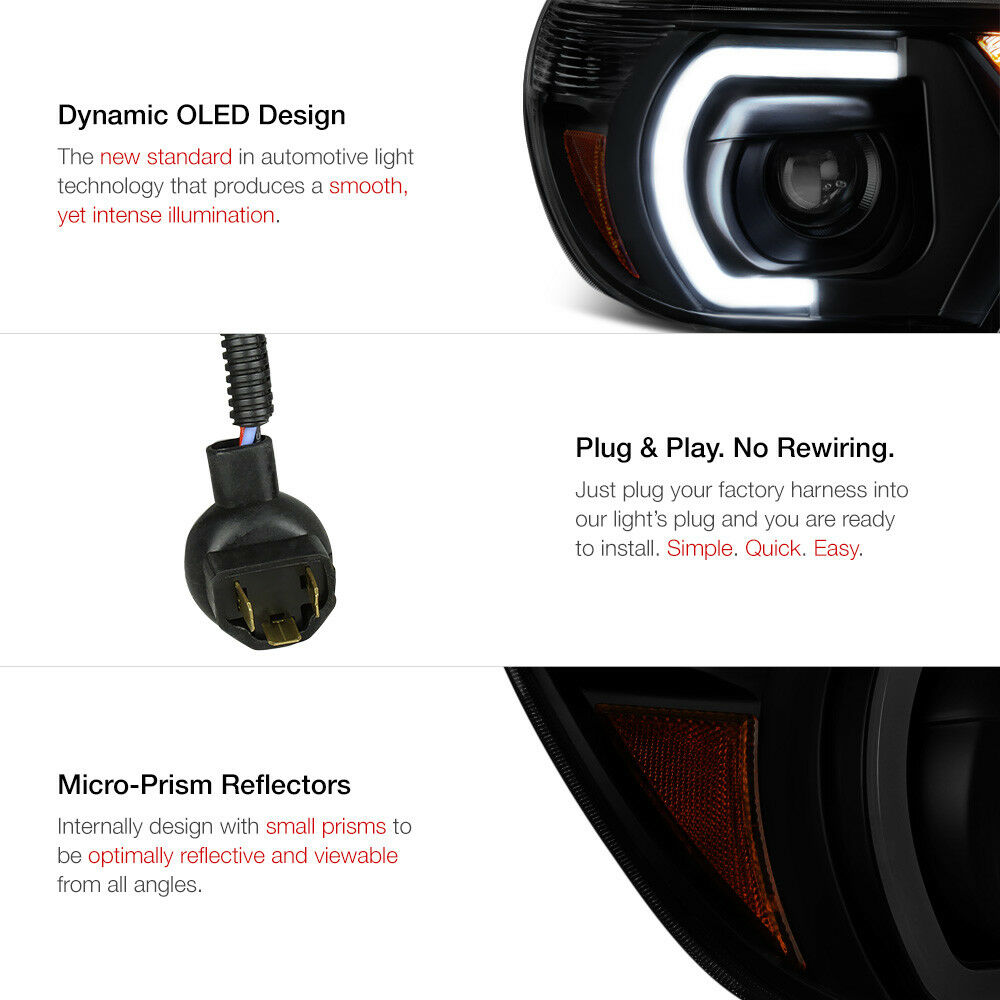 Dynamic OLED Design
The new standard in automotive light
technology that produces a smooth,
yet intense illumination.
Plug & Play. No Rewiring.
Just plug your factory harness into
our light's plug and you are ready
to install. Simple. Quick. Easy.
Micro-Prism Reflectors
Internally design with small prisms to
be optimally reflective and viewable
from all angles.